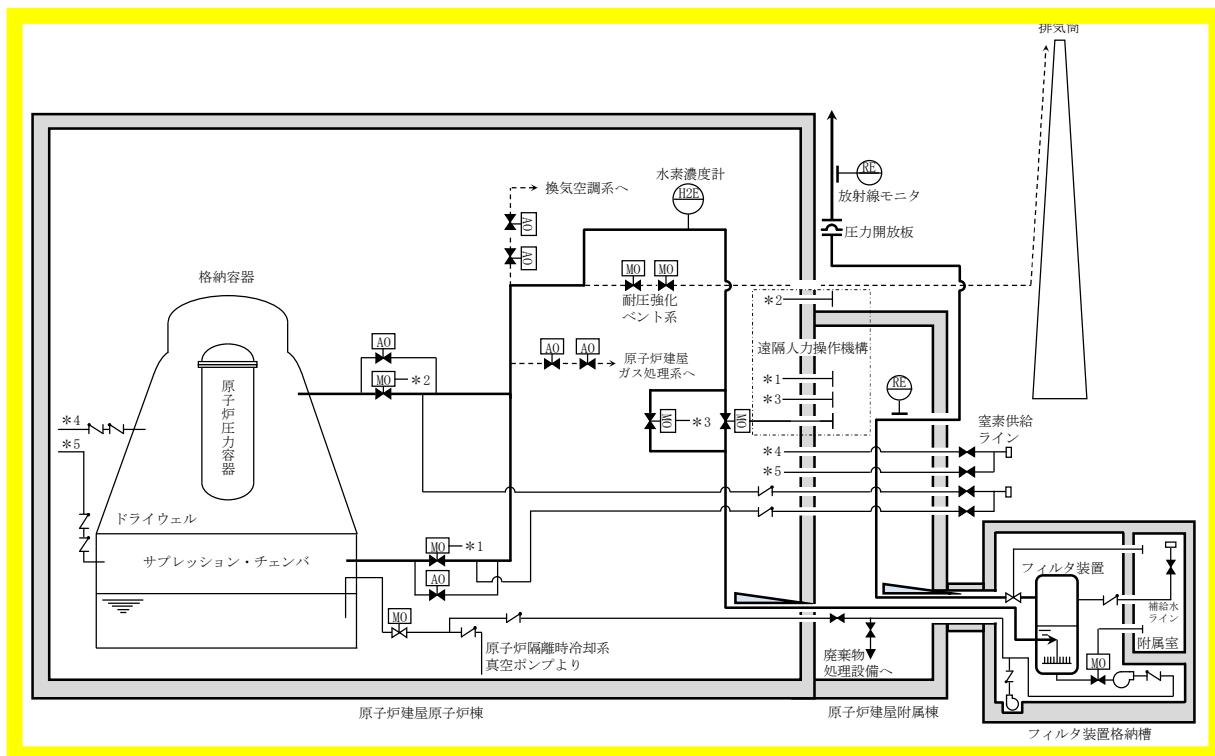 排気筒
水素濃度計
H2E
RE
放射線モニタ
換気空調系へ
AO
AO
圧力開放板
格納容器
MO
MO
耐圧強化
ベント系
*2
遠隔人力操作機構
AO
AO
AO
原子炉建屋
ガス処理系へ
MO
*2
*1
*3
RE
原子炉圧力容器
MO
*3
MO
*4
*5
窒素供給
ライン
*4
*5
ドライウェル
サプレッション・チェンバ
MO
*1
AO
フィルタ装置
補給水
ライン
附属室
MO
原子炉隔離時冷却系
真空ポンプより
廃棄物
処理設備へ
MO
原子炉建屋原子炉棟
原子炉建屋附属棟
フィルタ装置格納槽